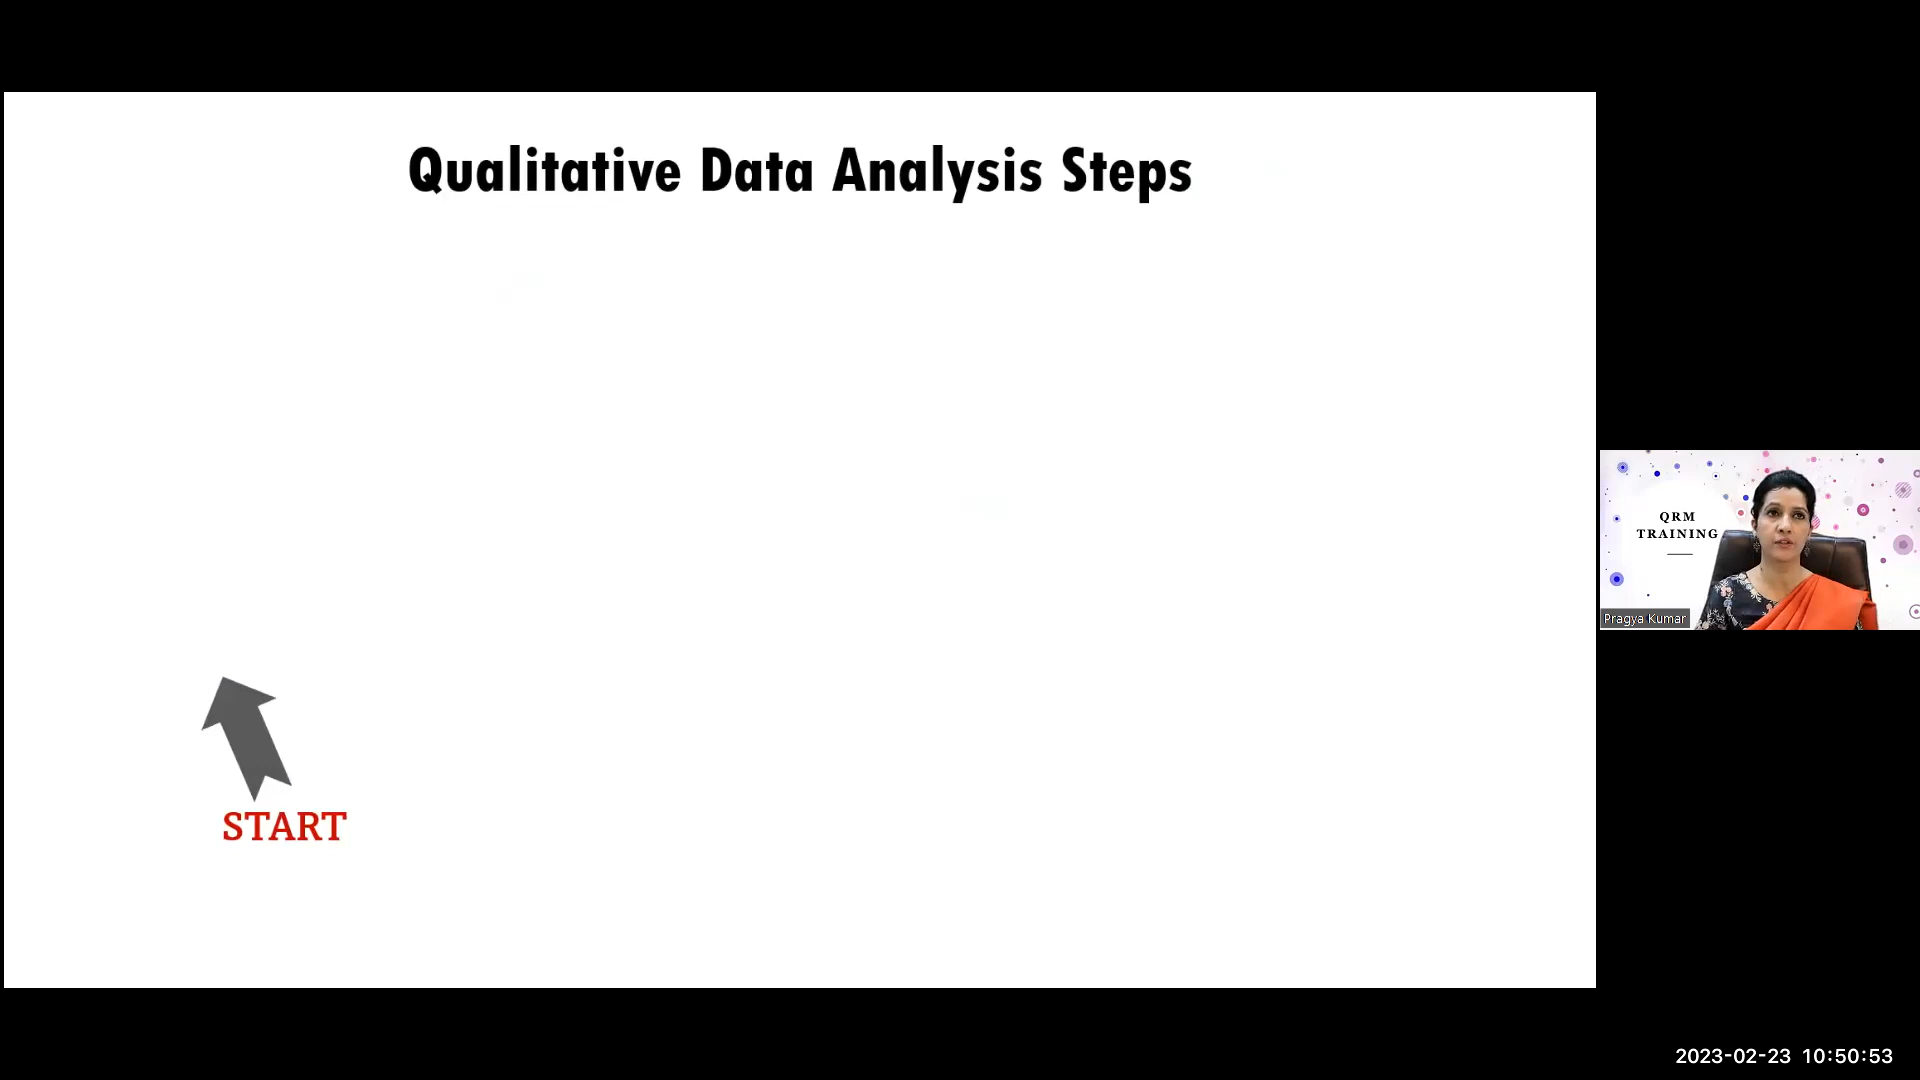 Qualitative Data Analysis Steps
START
QRM
TRAINING
Pragya Kumar
2023-02-23 10:50:53